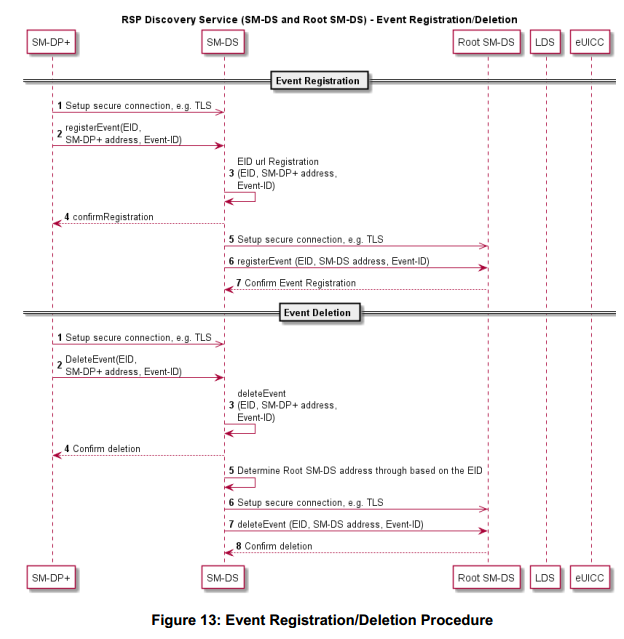 RSP Discovery Service (SM-DS and Root SM-DS) - Event Registration/Deletion
SM-DP+ SM-DS Root SM-DS LDS eUICC
Event Registration
1 Setup secure connection, e.g. TLS
registerEvent(EID,
2 SM-DP+ address, Event-ID)
EID url Registration
3 (EID, SM-DP+ address,
Event-ID)
4 confirmRegistration
5 Setup secure connection, e.g. TLS
6 registerEvent (EID, SM-DS address, Event-ID)
7 Confirm Event Registration
Event Deletion
1 Setup secure connection, e.g. TLS
DeleteEvent(EID,
2 SM-DP+ address, Event-ID)
deleteEvent
3 (EID, SM-DP+ address,
Event-ID)
4 Confirm deletion
5 Determine Root SM-DS address through based on the EID
6 Setup secure connection, e.g. TLS
7 deleteEvent (EID, SM-DS address, Event-ID)
8 Confirm deletion
SM-DP+ SM-DS Root SM-DS LDS eUICC
Figure 13: Event Registration/Deletion Procedure